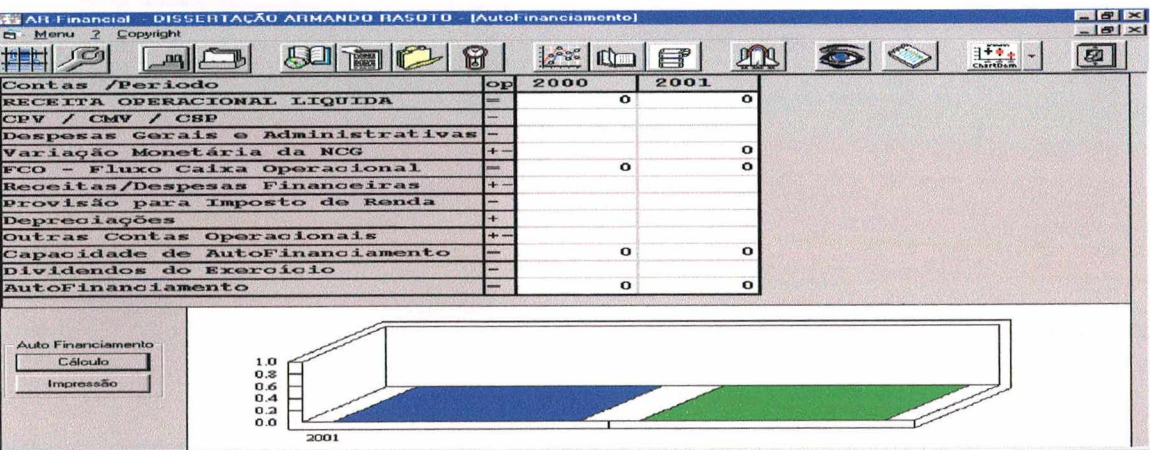 AR-Financial - DISSERTAÇÃO ARMANDO RASOTO - [AutoFinanciamento]
Menu ? Copyright
ChartDem
Contas /Periodo op 2000 2001
RECEITA OPERACIONAL LIQUIDA = 0 0
CPV / CMV / CSP -
Despesas Gerais e Administrativas -
Variação Monetária da NCG +- 0
FCO - Fluxo Caixa Operacional = 0 0
Receitas/Despesas Financeiras +-
Provisão para Imposto de Renda -
Depreciações +
Outras Contas Operacionais +-
Capacidade de AutoFinanciamento = 0 0
Dividendos do Exercício -
AutoFinanciamento = 0 0
Auto Financiamento
Cálculo
Impressão
1.0
0.8
0.6
0.4
0.2
0.0
2001